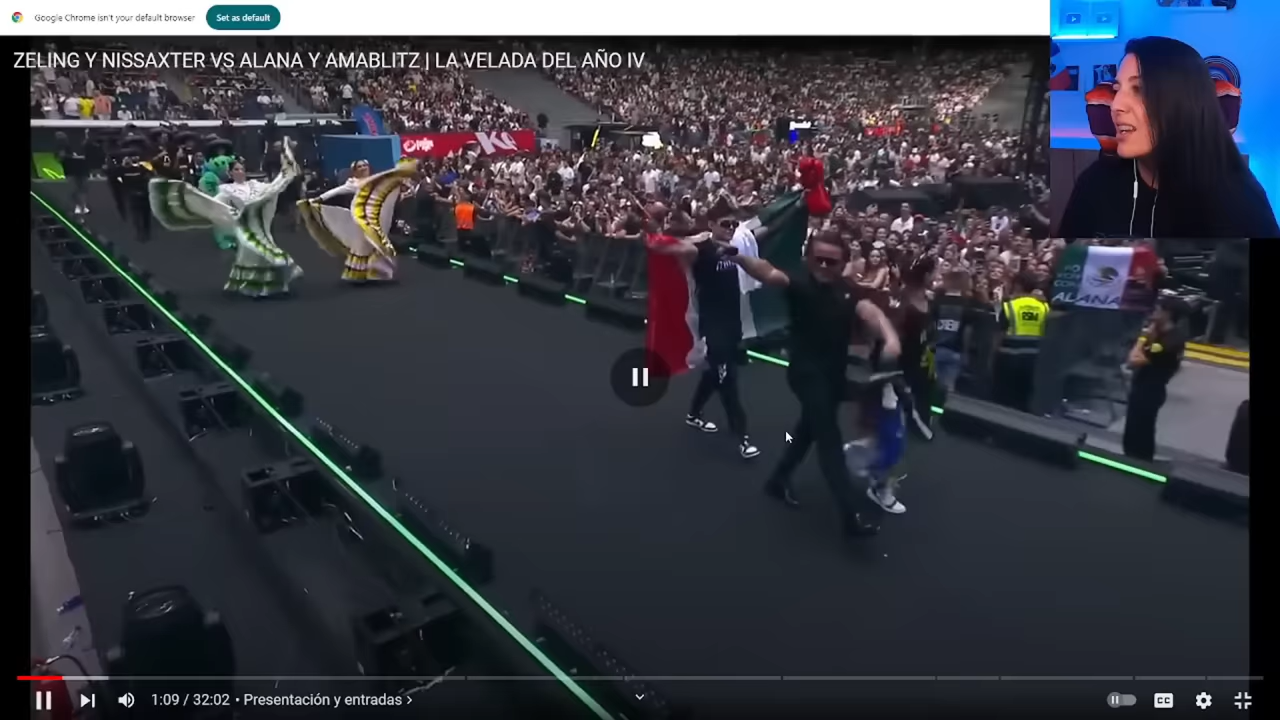 Google Chrome isn't your default browser
Set as default
ZELING Y NISSAXTER VS ALANA Y AMABLITZ | LA VELADA DEL AÑO IV
ALANA
1:09 / 32:02 • Presentación y entradas
CC